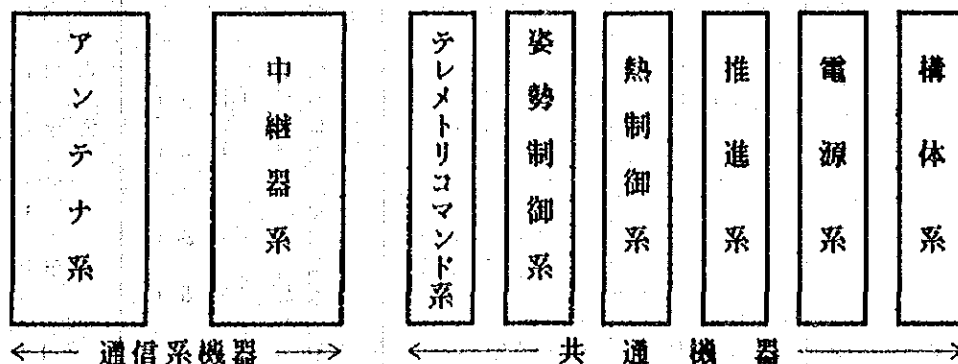 アンテナ系
中継器系
テレメトリコマンド系
姿勢制御系
熱制御系
推進系
電源系
構体系
通信系機器
共通機器